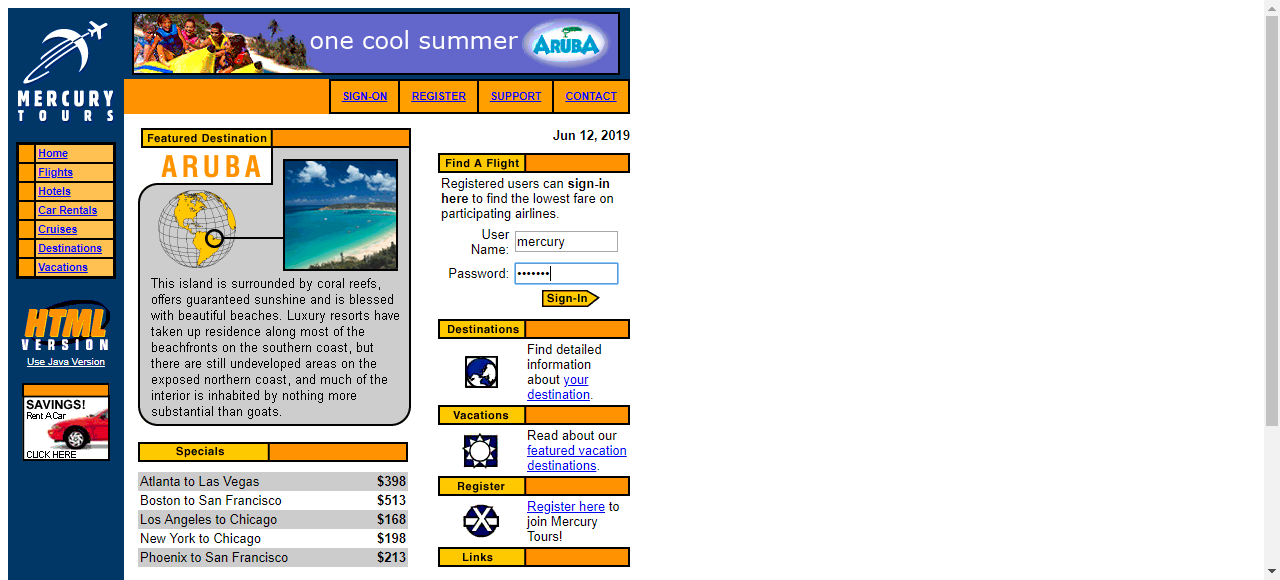 one cool summer ARUBA
MERCURY
TOURS
SIGN-ON REGISTER SUPPORT CONTACT
Home
Flights
Hotels
Car Rentals
Cruises
Destinations
Vacations
HTML
VERSION
Use Java Version
SAVINGS!
Rent A Car
CLICK HERE
Featured Destination
ARUBA
This island is surrounded by coral reefs,
offers guaranteed sunshine and is blessed
with beautiful beaches. Luxury resorts have
taken up residence along most of the
beachfronts on the southern coast, but
there are still undeveloped areas on the
exposed northern coast, and much of the
interior is inhabited by nothing more
substantial than goats.
Specials
Atlanta to Las Vegas $398
Boston to San Francisco $513
Los Angeles to Chicago $168
New York to Chicago $198
Phoenix to San Francisco $213
Jun 12, 2019
Find A Flight
Registered users can sign-in
here to find the lowest fare on
participating airlines.
User
Name: mercury
Password: •••••••
Sign-In
Destinations
Find detailed
information
about your
destination.
Vacations
Read about our
featured vacation
destinations.
Register
Register here to
join Mercury
Tours!
Links